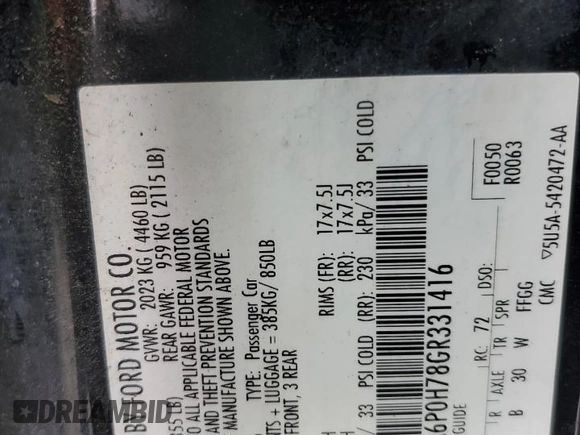 FORD MOTOR CO.
GVWR: 2023 KG ( 4460 LB)
REAR GAWR: 959 KG ( 2115 LB)
TO ALL APPLICABLE FEDERAL MOTOR
AND THEFT PREVENTION STANDARDS
MANUFACTURE SHOWN ABOVE.
TYPE: Passenger Car
+ LUGGAGE = 385KG/ 850LB
FRONT, 3 REAR
RIMS (FR): 17x7.5J
(RR): 17x7.5J
/ 33 PSI COLD (RR): 230 kPa/ 33 PSI COLD
6P0H78GR331416
RC: 72 DSO: F0050
R0063
R AXLE TR SPR
B 30 W FFGG
CMC ▽5U5A-5420472-AA
DREAMBID